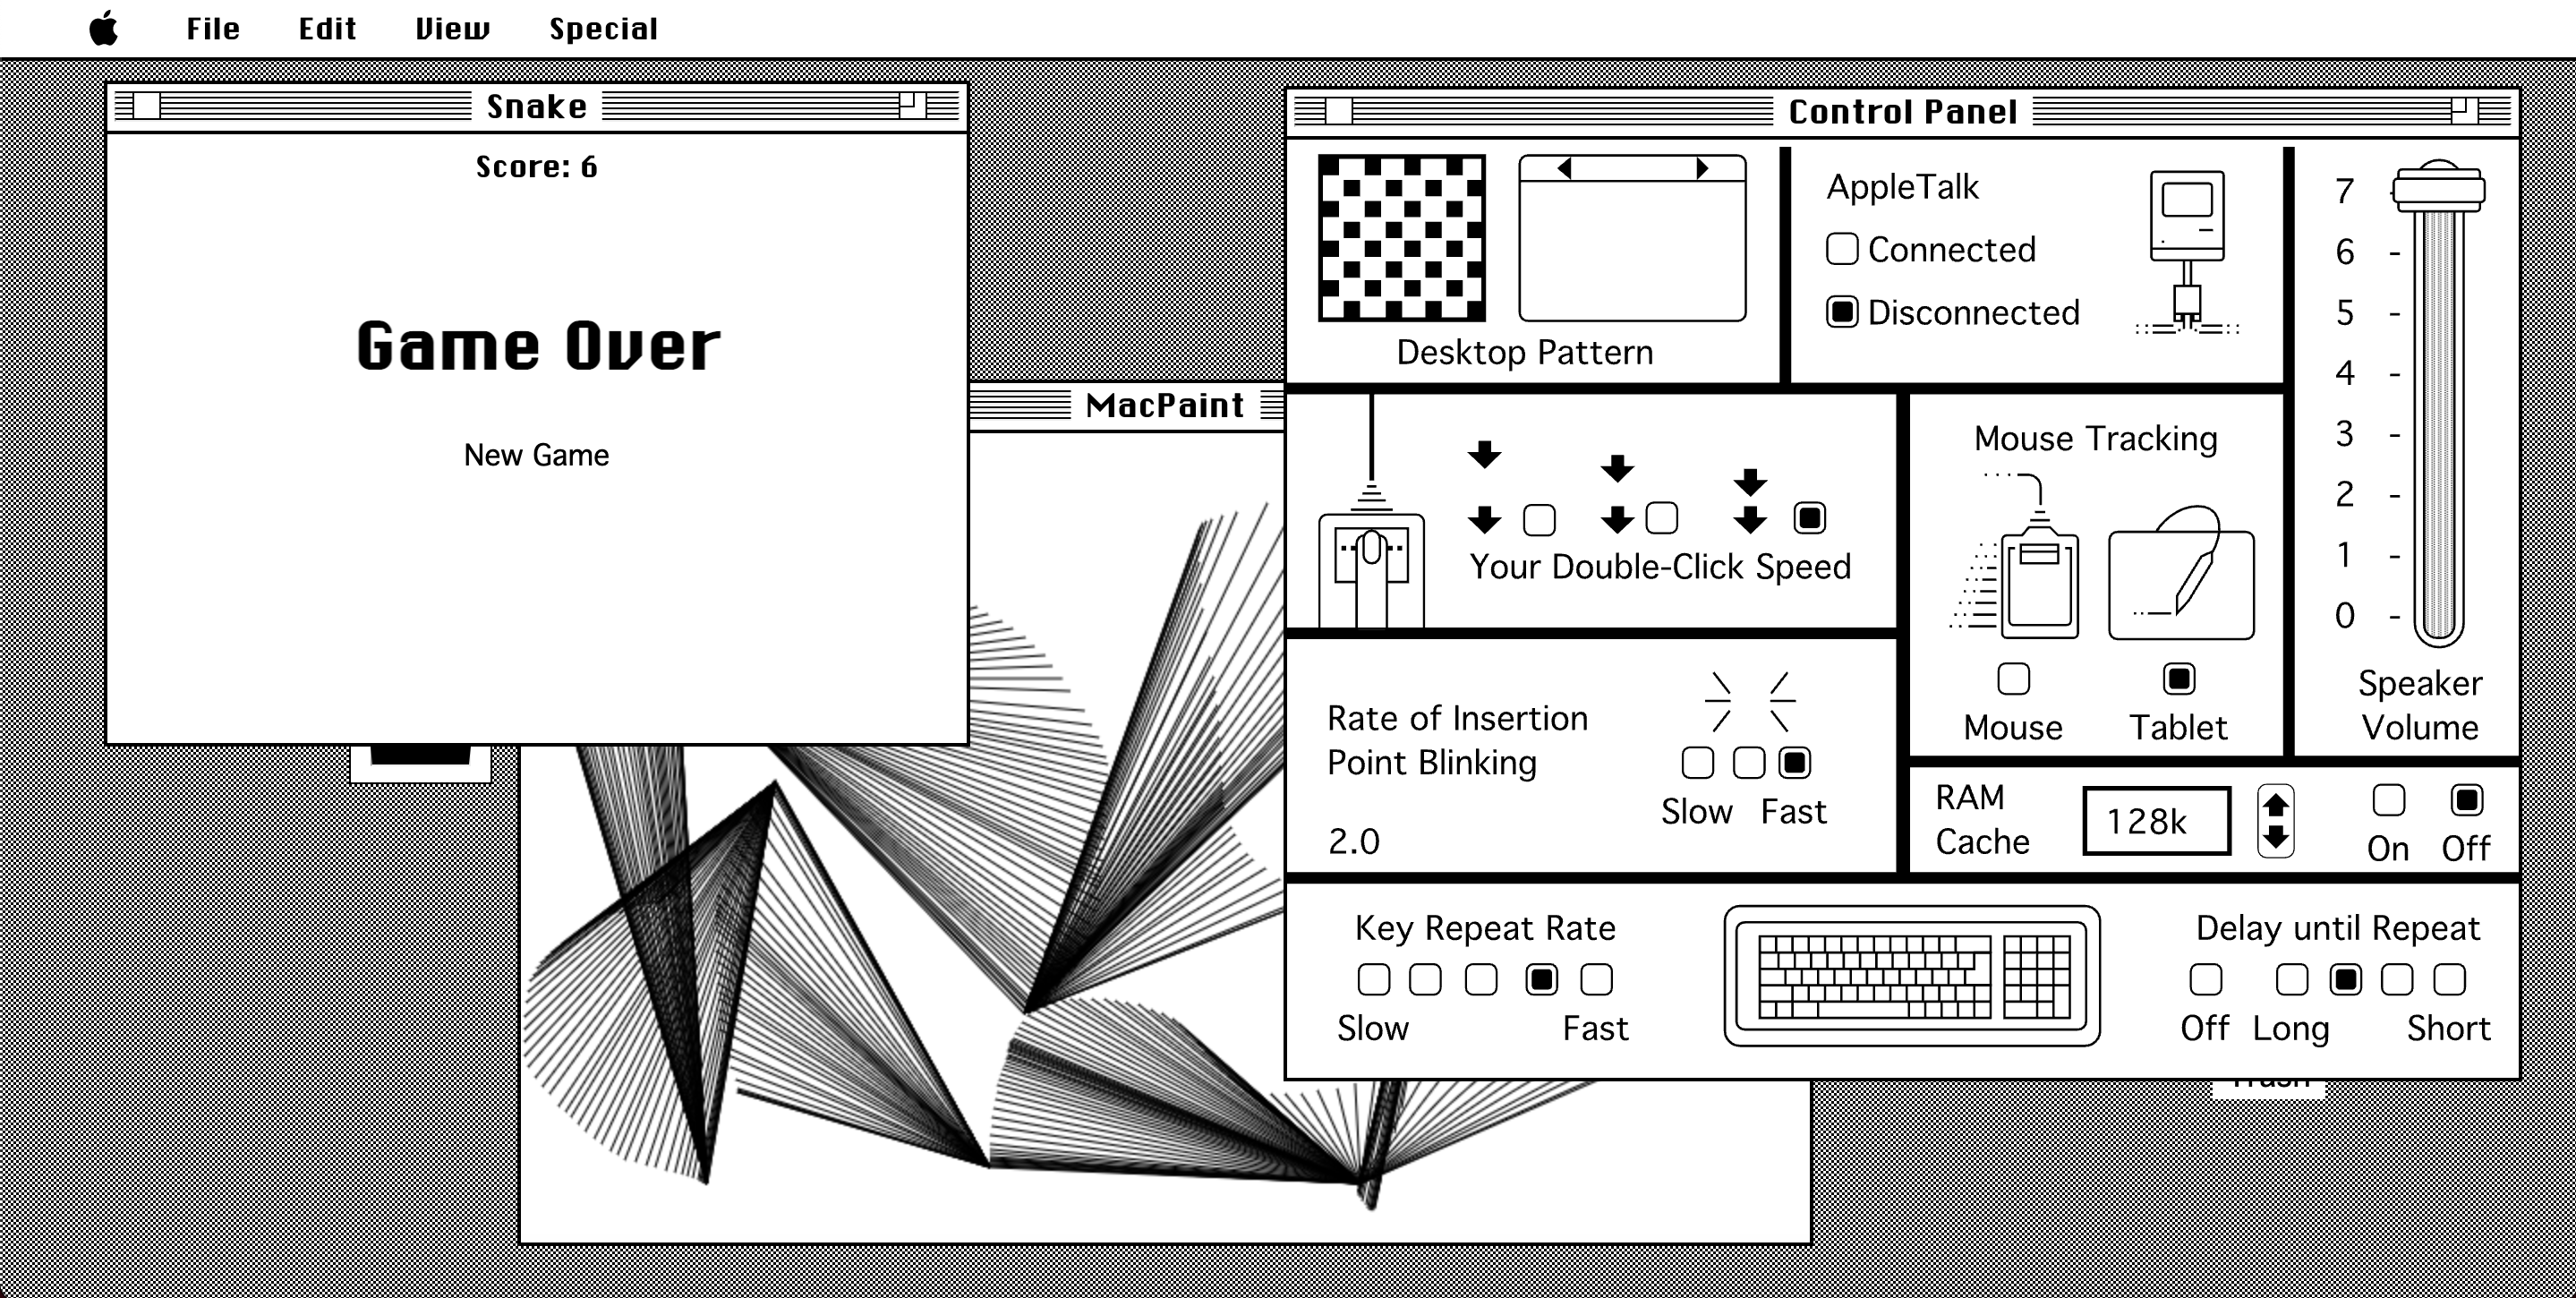 File Edit View Special
Snake
Score: 6
Game Over
New Game
MacPaint
Control Panel
Desktop Pattern
AppleTalk
Connected
Disconnected
7
6
5
4
3
2
1
0
Speaker
Volume
Your Double-Click Speed
Mouse Tracking
Mouse Tablet
Rate of Insertion
Point Blinking
Slow Fast
2.0
RAM
Cache
128k
On Off
Key Repeat Rate
Slow Fast
Delay until Repeat
Off Long Short
Trash